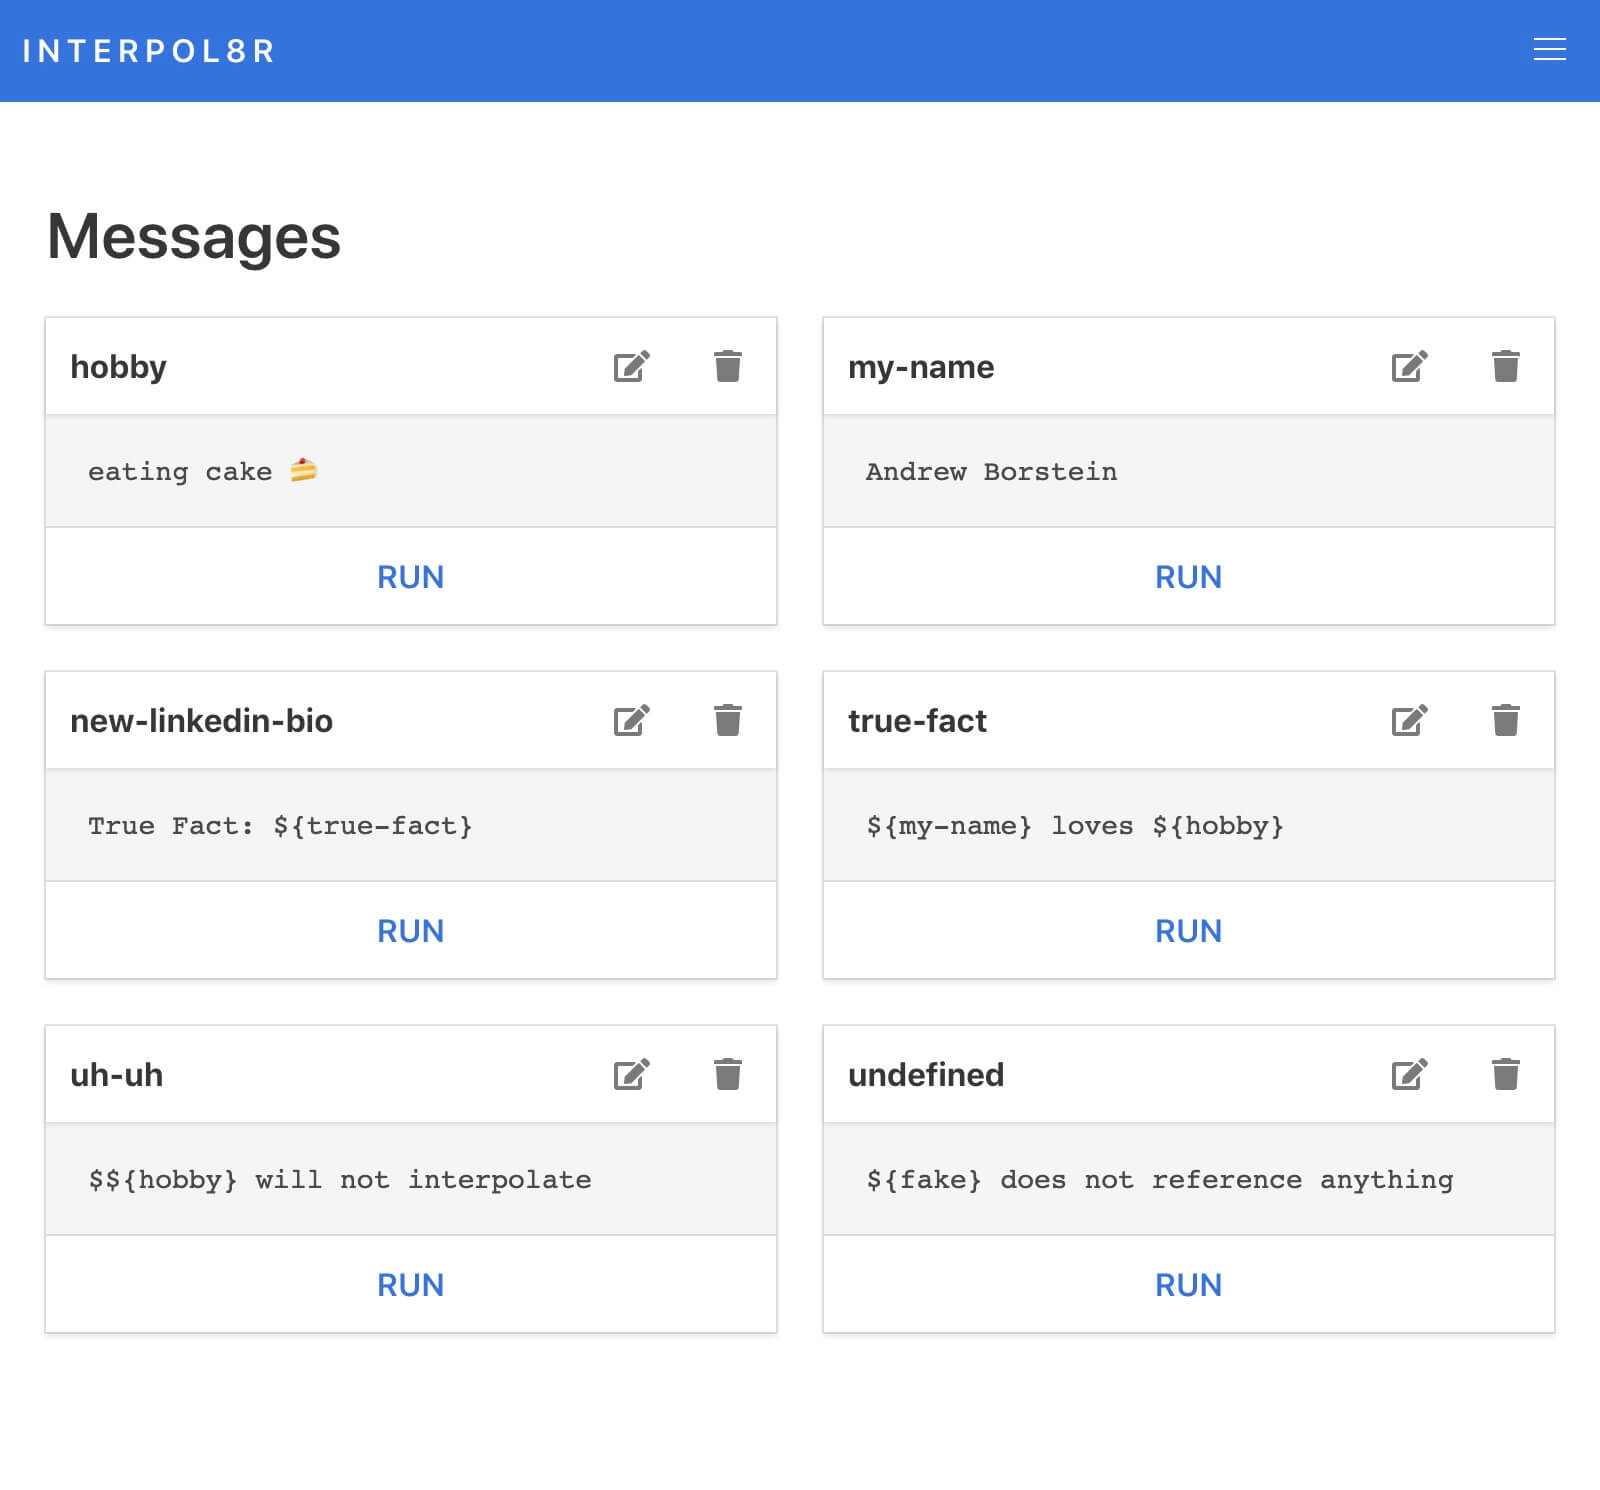 INTERPOL8R
Messages
hobby
eating cake 🍰
RUN
my-name
Andrew Borstein
RUN
new-linkedin-bio
True Fact: ${true-fact}
RUN
true-fact
${my-name} loves ${hobby}
RUN
uh-uh
$${hobby} will not interpolate
RUN
undefined
${fake} does not reference anything
RUN